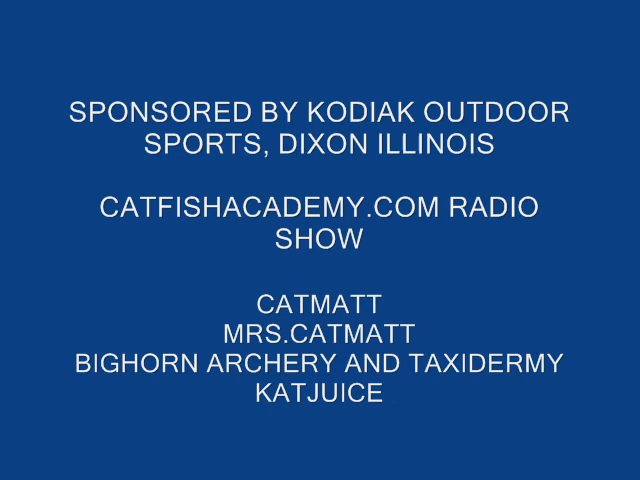 SPONSORED BY KODIAK OUTDOOR
SPORTS, DIXON ILLINOIS
CATFISHACADEMY.COM RADIO
SHOW
CATMATT
MRS.CATMATT
BIGHORN ARCHERY AND TAXIDERMY
KATJUICE